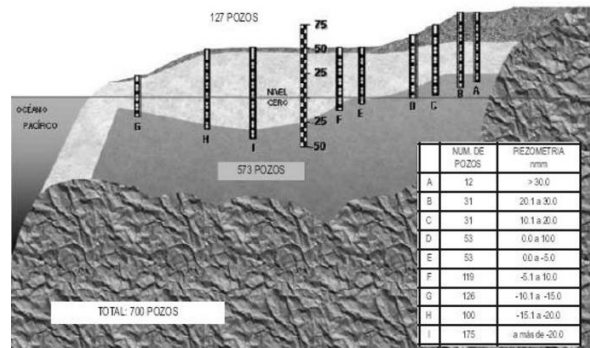 127 POZOS
75
50
25
NIVEL CERO
25
50
OCÉANO
PACÍFICO
G
H
I
F
E
D
C
B
A
573 POZOS
TOTAL: 700 POZOS
NUM. DE POZOS PIEZOMETRIA nmm
A 12 > 30.0
B 31 20.1 a 30.0
C 31 10.1 a 20.0
D 53 0.0 a 10.0
E 53 0.0 a -5.0
F 119 -5.1 a 10.0
G 126 -10.1 a -15.0
H 100 -15.1 a -20.0
I 175 a más de -20.0